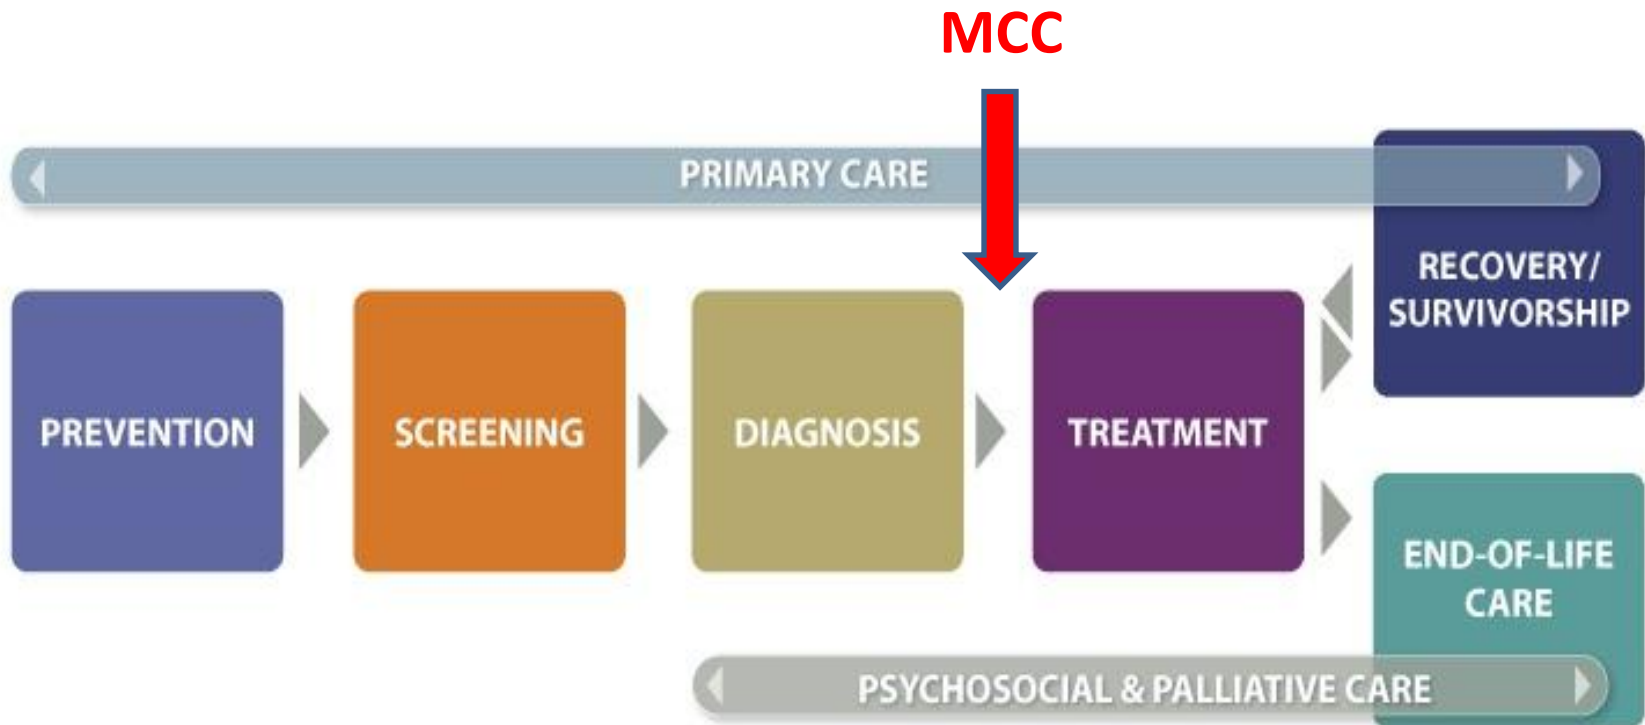 MCC
PRIMARY CARE
PREVENTION
SCREENING
DIAGNOSIS
TREATMENT
RECOVERY/
SURVIVORSHIP
END-OF-LIFE
CARE
PSYCHOSOCIAL & PALLIATIVE CARE